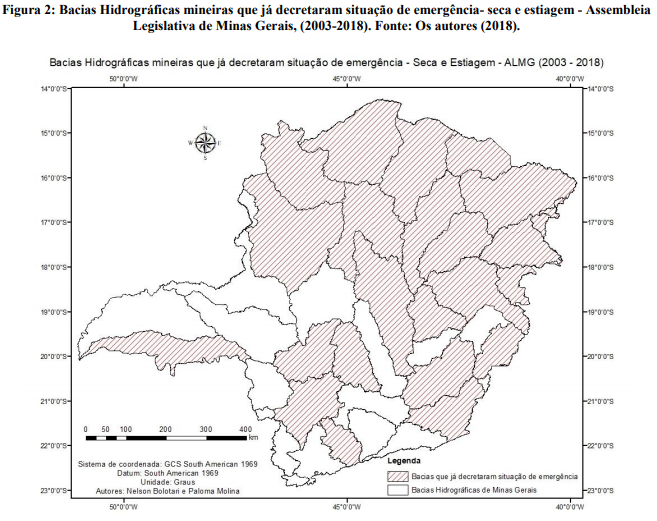 Figura 2: Bacias Hidrográficas mineiras que já decretaram situação de emergência- seca e estiagem - Assembleia
Legislativa de Minas Gerais, (2003-2018). Fonte: Os autores (2018).
Bacias Hidrográficas mineiras que já decretaram situação de emergência - Seca e Estiagem - ALMG (2003 - 2018)
50°0'0"S 45°0'0"S 40°0'0"S
14°0'0"S 14°0'0"S
N
W E
S
15°0'0"S 15°0'0"S
16°0'0"S 16°0'0"S
17°0'0"S 17°0'0"S
18°0'0"S 18°0'0"S
19°0'0"S 19°0'0"S
20°0'0"S 20°0'0"S
21°0'0"S 21°0'0"S
22°0'0"S 22°0'0"S
23°0'0"S 23°0'0"S
0 50 100 200 300 400
km
Sistema de coordenada: GCS South American 1969
Datum: South American 1969
Unidade: Graus
Autores: Nelson Bolotari e Paloma Molina
Legenda
Bacias que já decretaram situação de emergência
Bacias Hidrográficas de Minas Gerais
50°0'0"S 45°0'0"S 40°0'0"S